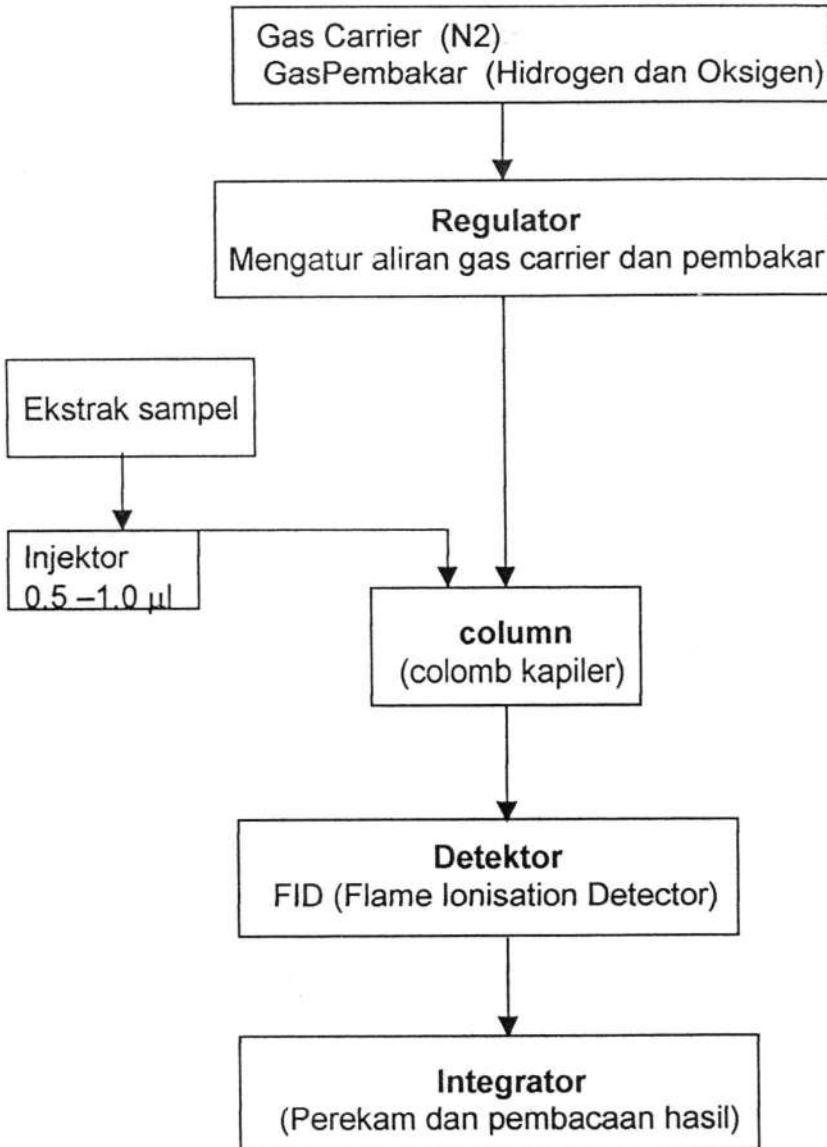 Gas Carrier (N2)
GasPembakar (Hidrogen dan Oksigen)
Regulator
Mengatur aliran gas carrier dan pembakar
Ekstrak sampel
Injektor
0.5 –1.0 µl
column
(colomb kapiler)
Detektor
FID (Flame Ionisation Detector)
Integrator
(Perekam dan pembacaan hasil)